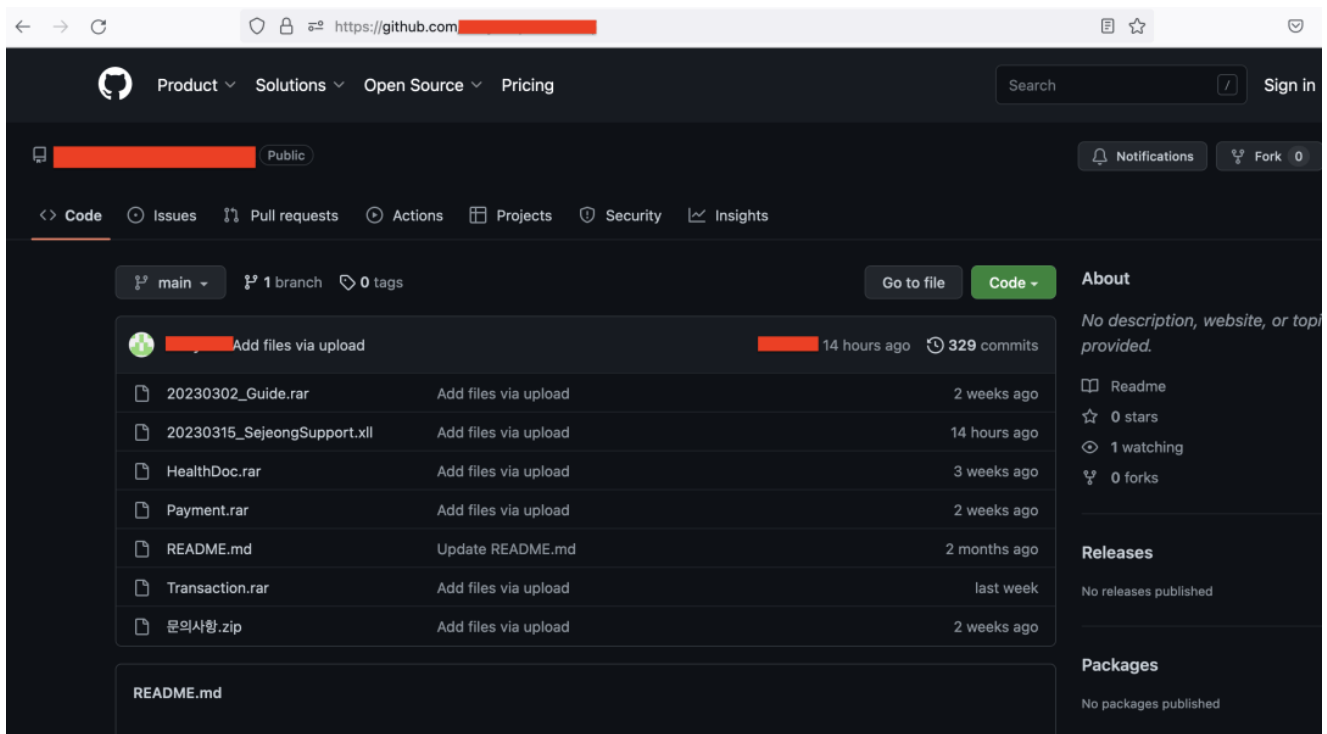 https://github.com
Product Solutions Open Source Pricing Search / Sign in
Public Notifications Fork 0
Code Issues Pull requests Actions Projects Security Insights
main 1 branch 0 tags Go to file Code
Add files via upload 14 hours ago 329 commits
20230302_Guide.rar Add files via upload 2 weeks ago
20230315_SejeongSupport.xll Add files via upload 14 hours ago
HealthDoc.rar Add files via upload 3 weeks ago
Payment.rar Add files via upload 2 weeks ago
README.md Update README.md 2 months ago
Transaction.rar Add files via upload last week
문의사항.zip Add files via upload 2 weeks ago
README.md
About
No description, website, or topi
provided.
Readme
0 stars
1 watching
0 forks
Releases
No releases published
Packages
No packages published